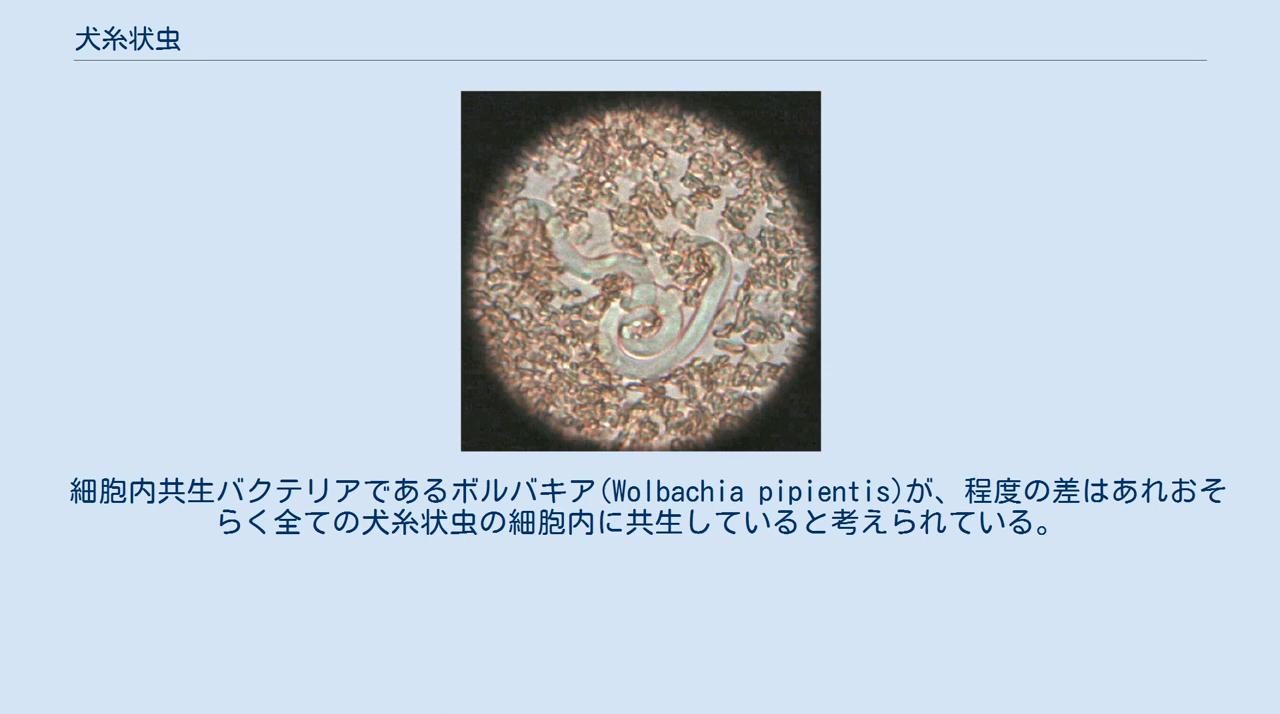 犬糸状虫
細胞内共生バクテリアであるボルバキア(Wolbachia pipientis)が、程度の差はあれおそ
らく全ての犬糸状虫の細胞内に共生していると考えられている。